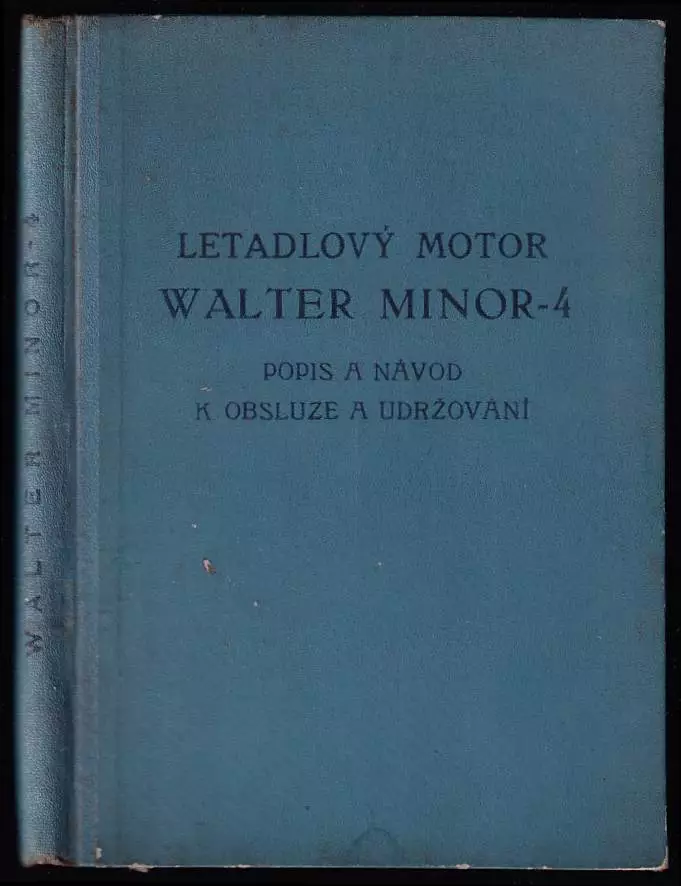 LETADLOVÝ MOTOR
WALTER MINOR-4
POPIS A NÁVOD
K OBSLUZE A UDRŽOVÁNÍ
WALTER MINOR-4